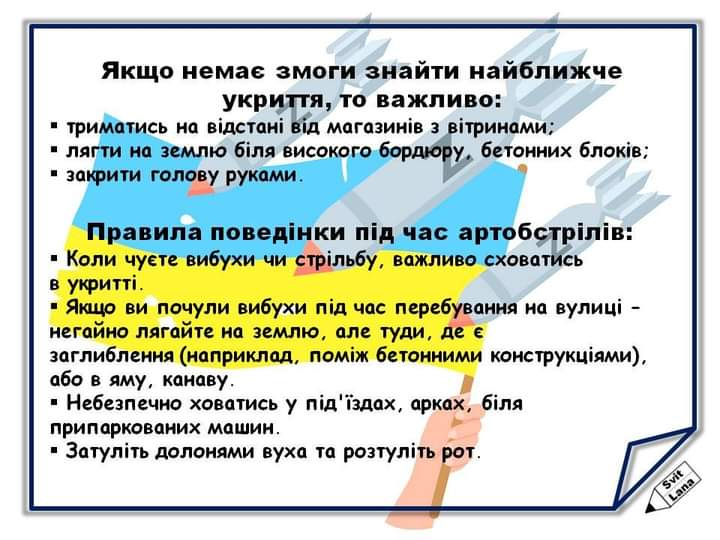 Якщо немає змоги знайти найближче
укриття, то важливо:
▪ триматись на відстані від магазинів з вітринами;
▪ лягти на землю біля високого бордюру, бетонних блоків;
▪ закрити голову руками.
Правила поведінки під час артобстрілів:
▪ Коли чуєте вибухи чи стрільбу, важливо сховатись
в укритті.
▪ Якщо ви почули вибухи під час перебування на вулиці -
негайно лягайте на землю, але туди, де є
заглиблення (наприклад, поміж бетонними конструкціями),
або в яму, канаву.
▪ Небезпечно ховатись у під'їздах, арках, біля
припаркованих машин.
▪ Затуліть долонями вуха та розтуліть рот.
Z
Z
Z
Svit
Lana